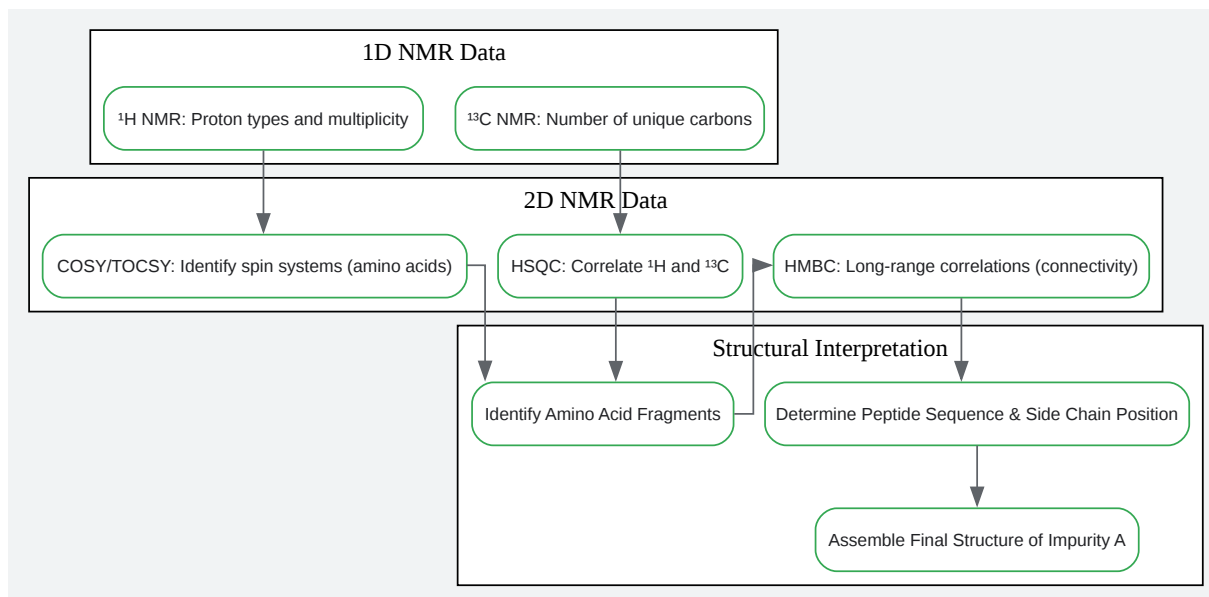 1D NMR Data
¹H NMR: Proton types and multiplicity
¹³C NMR: Number of unique carbons
2D NMR Data
COSY/TOCSY: Identify spin systems (amino acids)
HSQC: Correlate ¹H and ¹³C
HMBC: Long-range correlations (connectivity)
Structural Interpretation
Identify Amino Acid Fragments
Determine Peptide Sequence & Side Chain Position
Assemble Final Structure of Impurity A